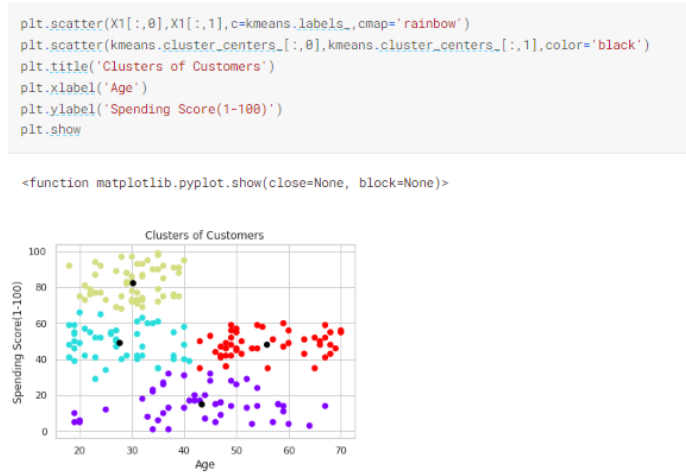 plt.scatter(X1[:,0],X1[:,1],c=kmeans.labels_,cmap='rainbow')
plt.scatter(kmeans.cluster_centers_[:,0],kmeans.cluster_centers_[:,1],color='black')
plt.title('Clusters of Customers')
plt.xlabel('Age')
plt.ylabel('Spending Score(1-100)')
plt.show
<function matplotlib.pyplot.show(close=None, block=None)>
Clusters of Customers
Spending Score(1-100)
100
80
60
40
20
0
20 30 40 50 60 70
Age